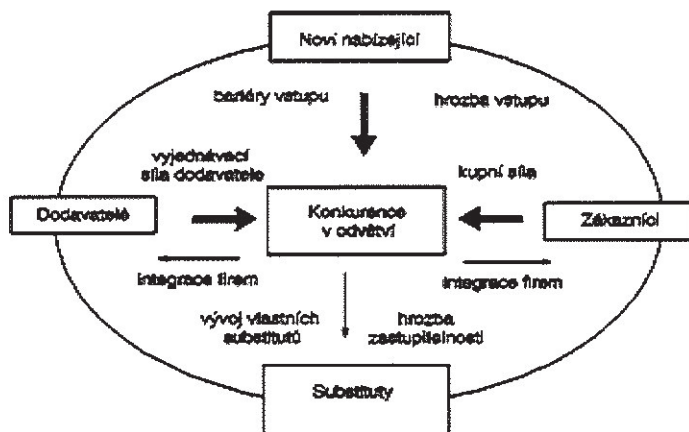 Noví nabízející
bariéry vstupu
hrozba vstupu
vyjednávací
síla dodavatele
kupní síla
Dodavatelé
Konkurence
v odvětví
Zákazníci
integrace firem
integrace firem
vývoj vlastních
substitutů
hrozba
zastupitelnosti
Substituty